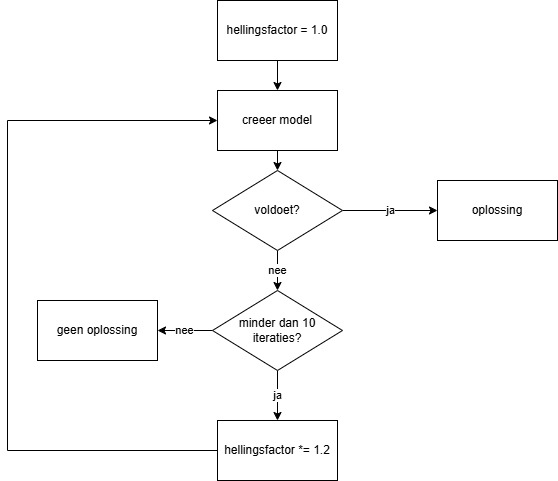 hellingsfactor = 1.0
creeer model
voldoet?
ja
oplossing
nee
minder dan 10
iteraties?
nee
geen oplossing
ja
hellingsfactor *= 1.2